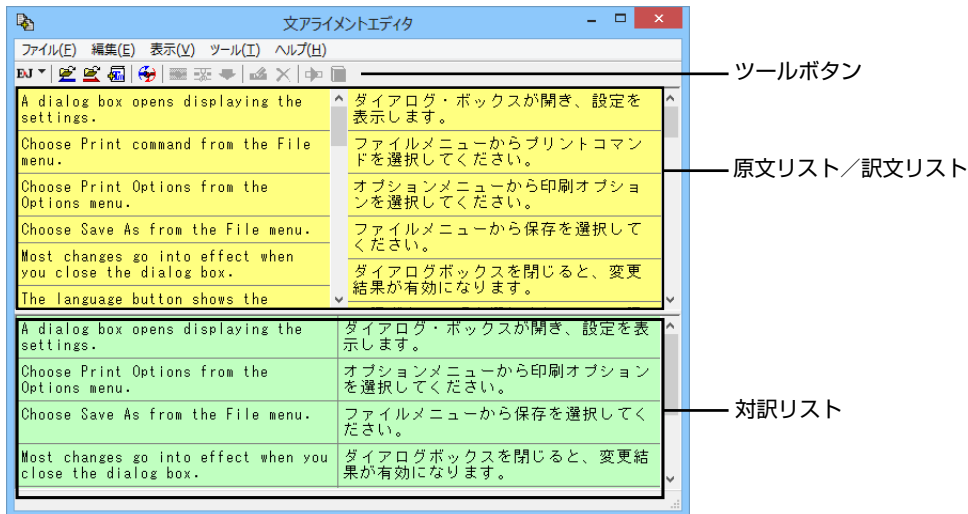 文アライメントエディタ
ファイル(F) 編集(E) 表示(V) ツール(T) ヘルプ(H)
EJ
ツールボタン
A dialog box opens displaying the
settings.
ダイアログ・ボックスが開き、設定を
表示します。
Choose Print command from the File
menu.
ファイルメニューからプリントコマン
ドを選択してください。
原文リスト／訳文リスト
Choose Print Options from the
Options menu.
オプションメニューから印刷オプショ
ンを選択してください。
Choose Save As from the File menu.
ファイルメニューから保存を選択して
ください。
Most changes go into effect when
you close the dialog box.
ダイアログボックスを閉じると、変更
結果が有効になります。
The language button shows the
A dialog box opens displaying the
settings.
ダイアログ・ボックスが開き、設定を表
示します。
Choose Print Options from the
Options menu.
オプションメニューから印刷オプション
を選択してください。
Choose Save As from the File menu.
ファイルメニューから保存を選択してく
ださい。
対訳リスト
Most changes go into effect when you
close the dialog box.
ダイアログボックスを閉じると、変更結
果が有効になります。